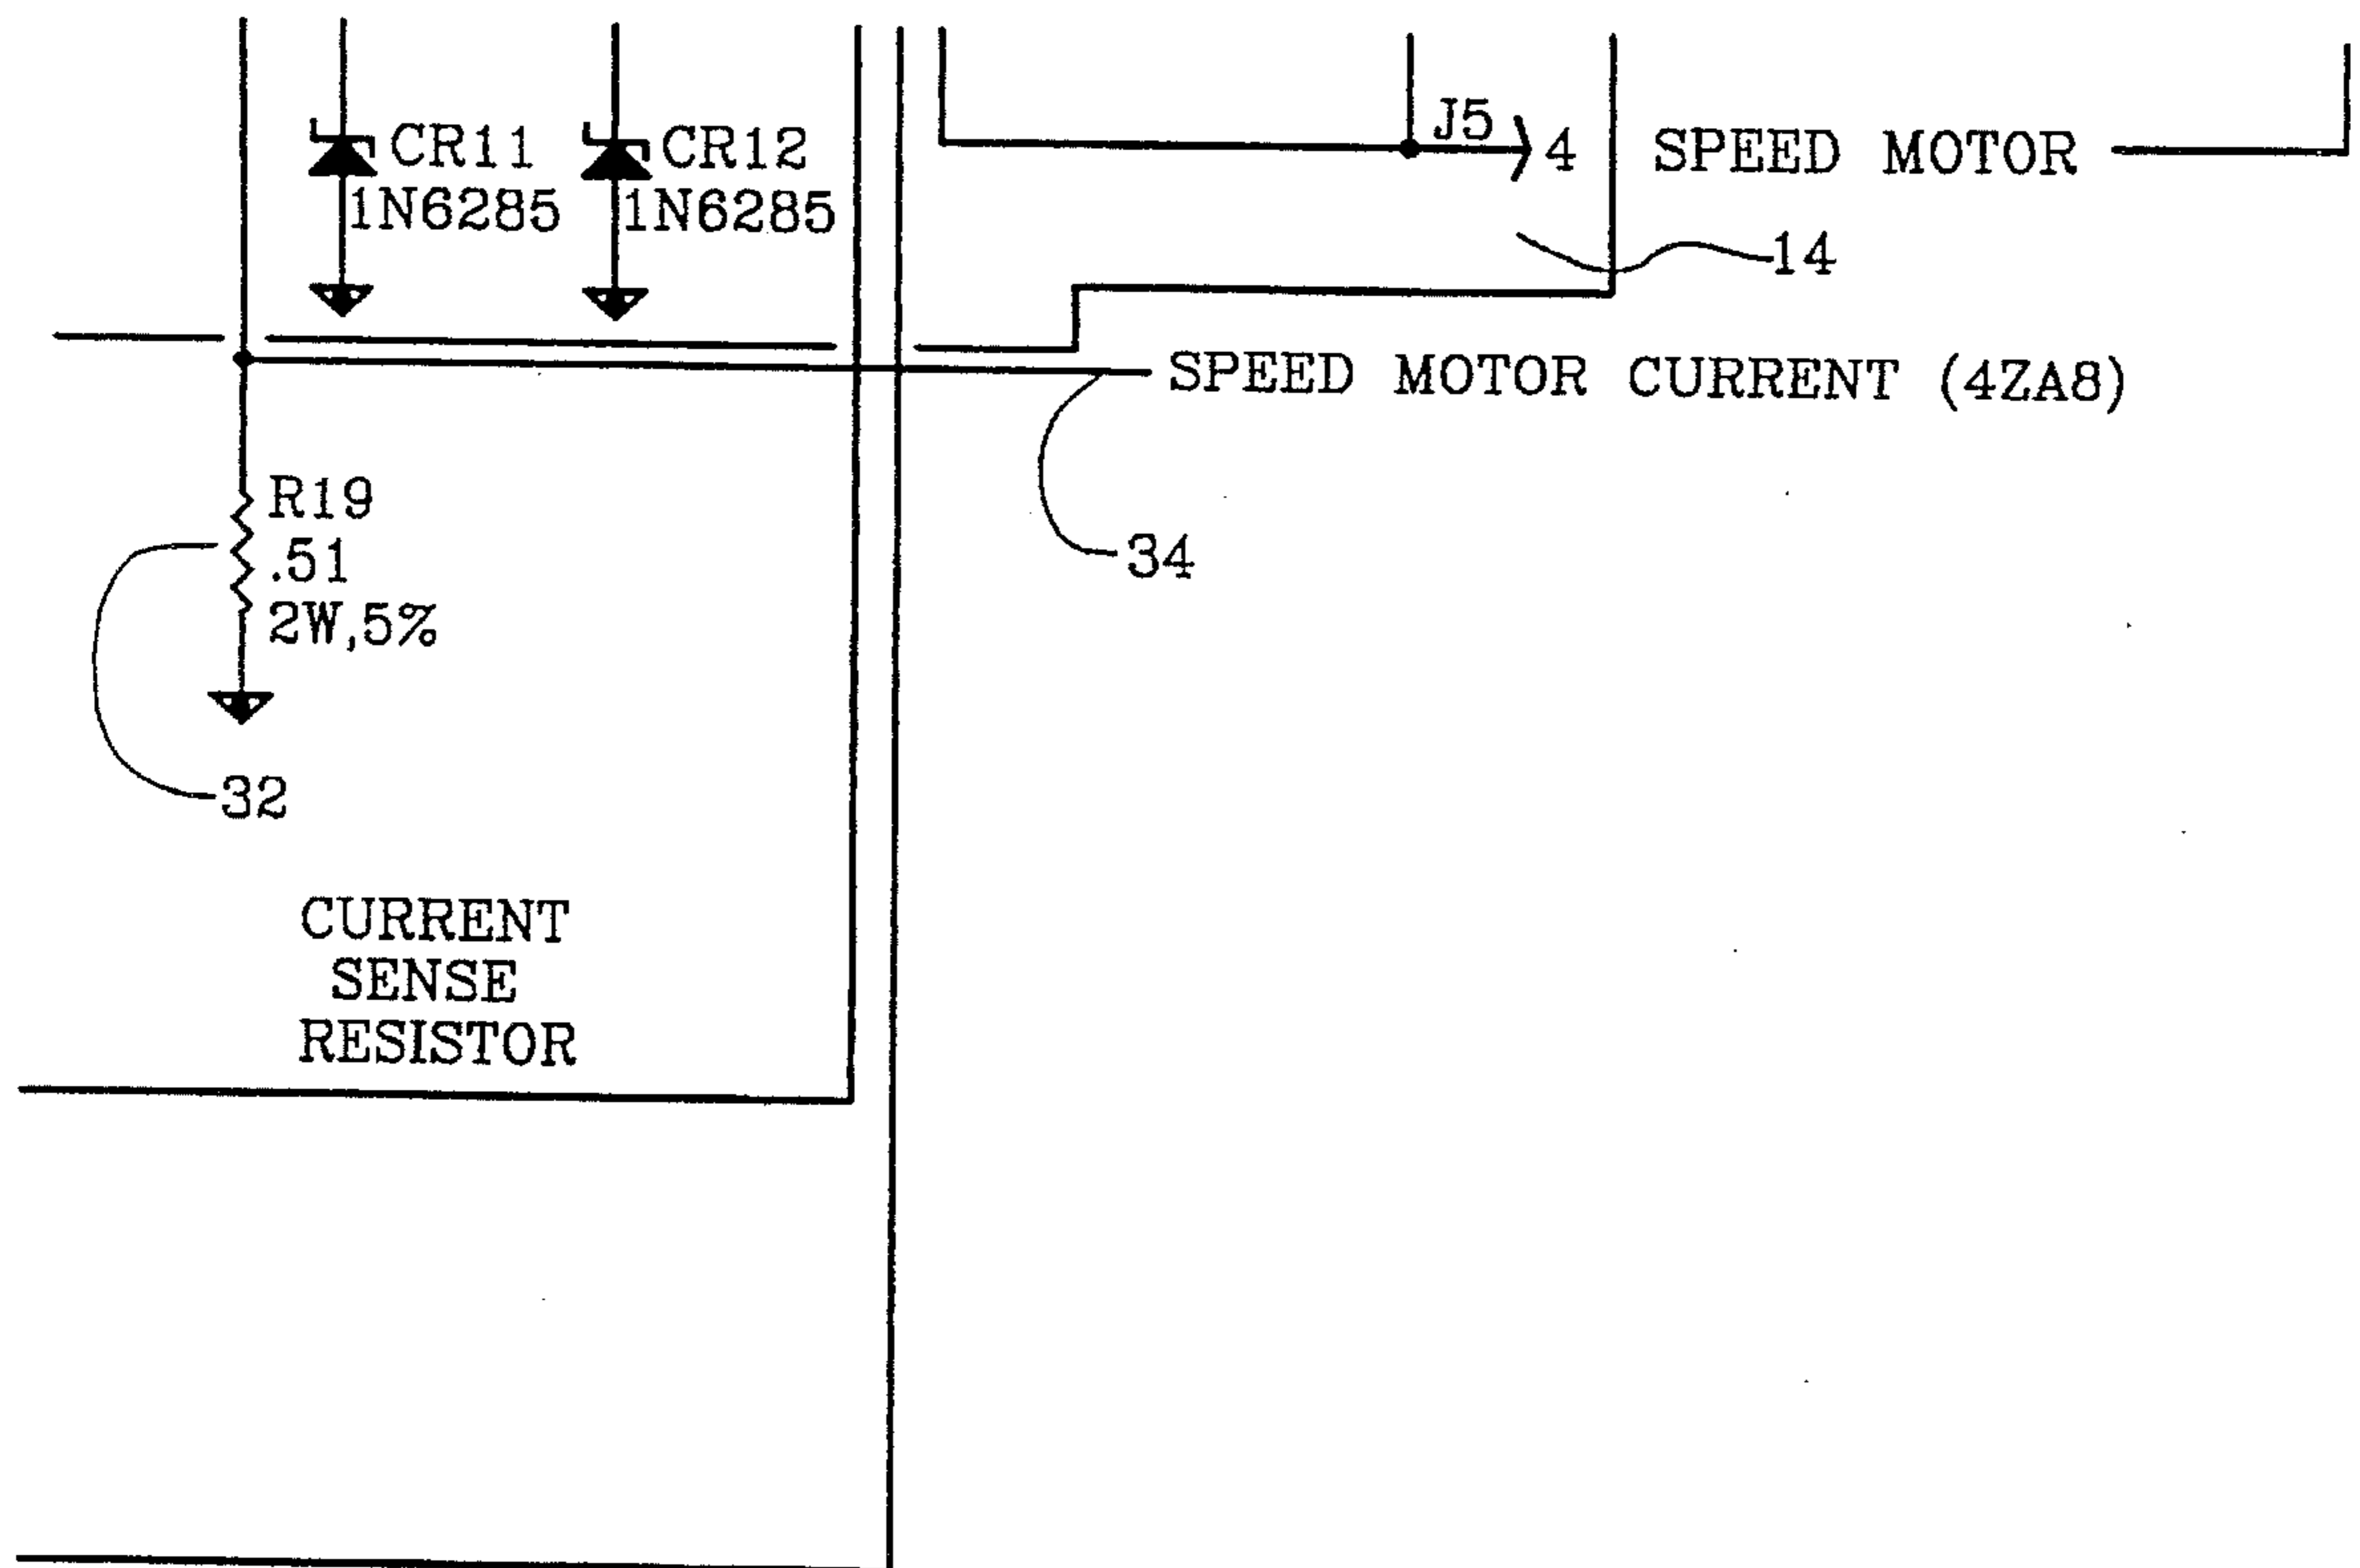 J5
CR11
CR12
4
SPEED MOTOR
1N6285
1N6285
14
SPEED MOTOR CURRENT (4ZA8)
R19
.51
2W,5%
34
32
CURRENT
SENSE
RESISTOR